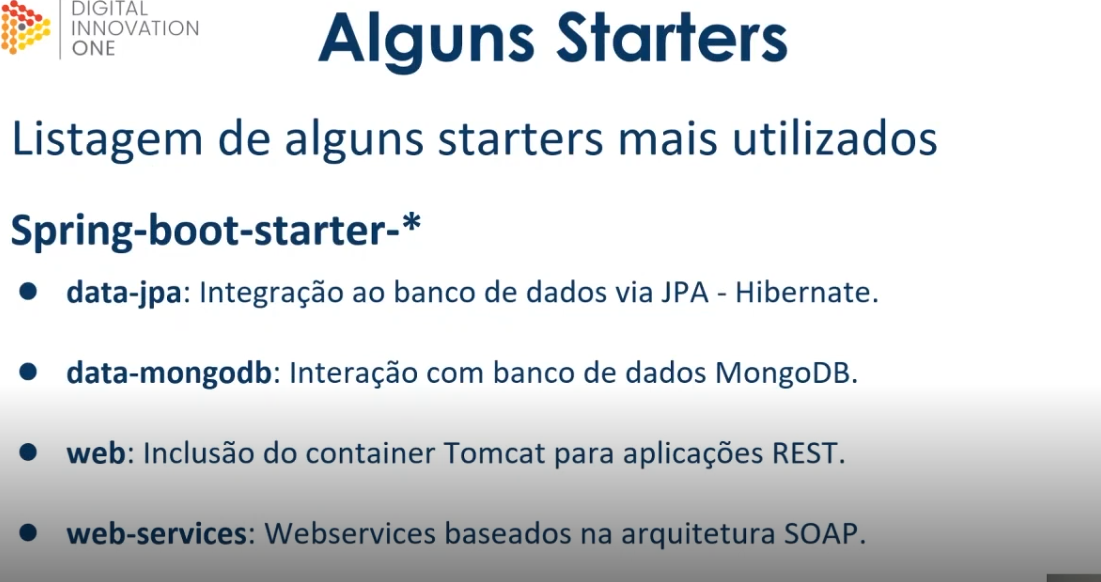 DIGITAL
INNOVATION
ONE
Alguns Starters
Listagem de alguns starters mais utilizados
Spring-boot-starter-*
● data-jpa: Integração ao banco de dados via JPA - Hibernate.
● data-mongodb: Interação com banco de dados MongoDB.
● web: Inclusão do container Tomcat para aplicações REST.
● web-services: Webservices baseados na arquitetura SOAP.